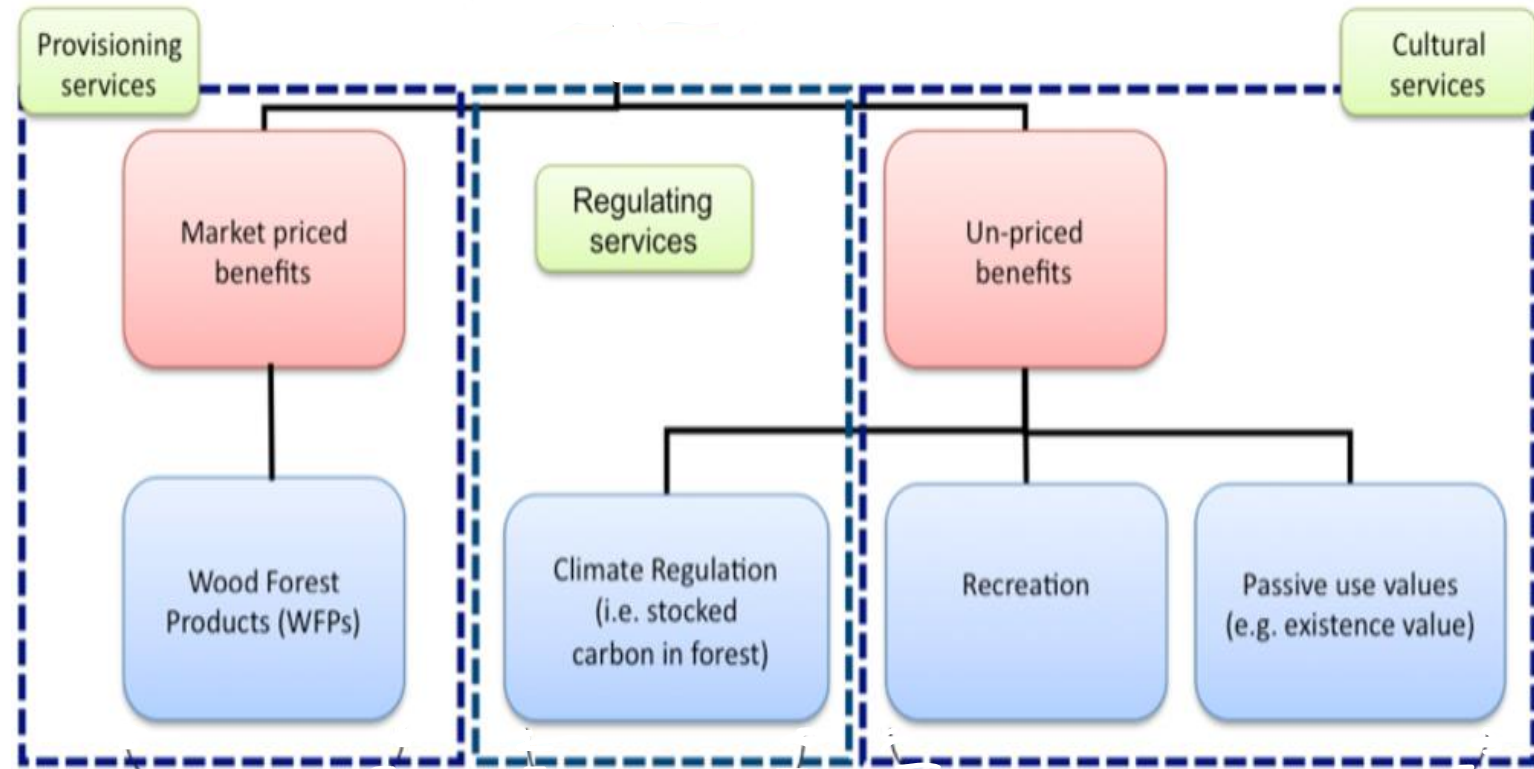 Provisioning
services
Cultural
services
Market priced
benefits
Regulating
services
Un-priced
benefits
Wood Forest
Products (WFPs)
Climate Regulation
(i.e. stocked
carbon in forest)
Recreation
Passive use values
(e.g. existence value)